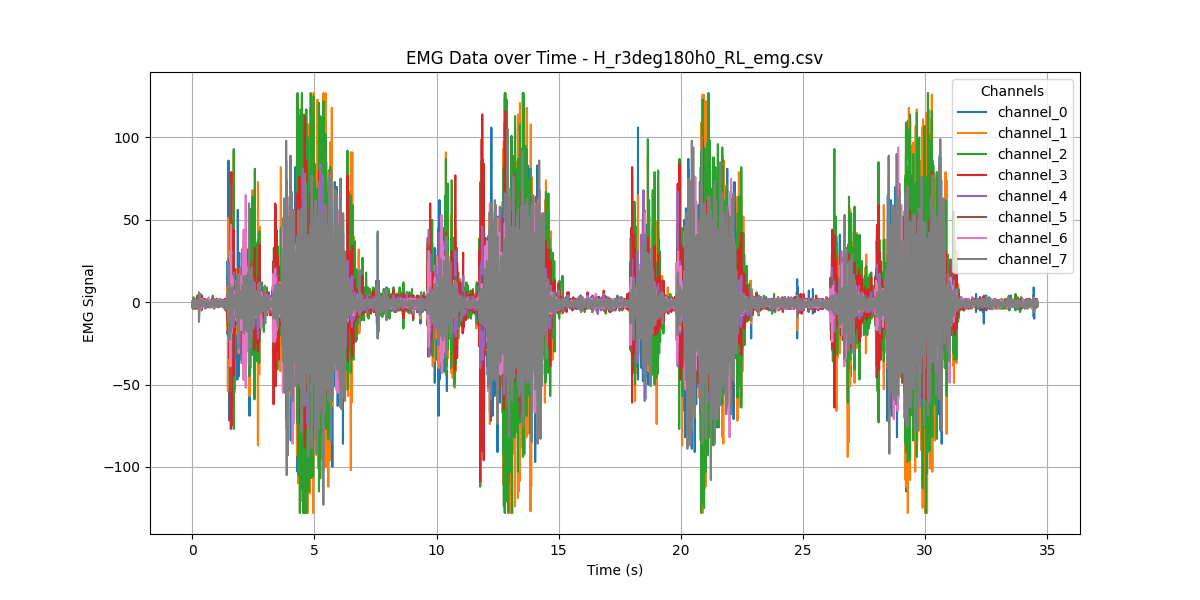 EMG Data over Time - H_r3deg180h0_RL_emg.csv
Channels
channel_0
channel_1
channel_2
channel_3
channel_4
channel_5
channel_6
channel_7
EMG Signal
100
50
0
−50
−100
0 5 10 15 20 25 30 35
Time (s)